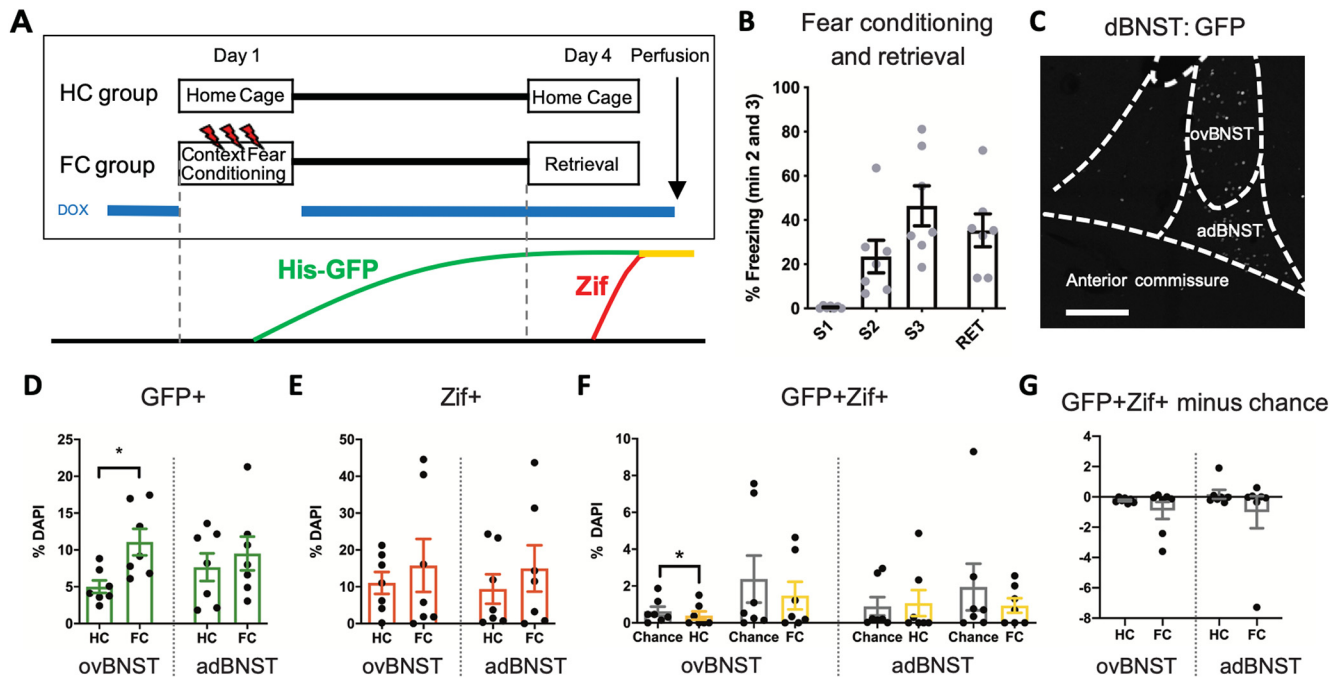 A
Day 1
Day 4
Perfusion
HC group
Home Cage
Home Cage
FC group
Context Fear
Conditioning
Retrieval
DOX
His-GFP
Zif
B
Fear conditioning
and retrieval
% Freezing (min 2 and 3)
100
80
60
40
20
0
S1
S2
S3
RET
C
dBNST: GFP
ovBNST
adBNST
Anterior commissure
D
GFP+
% DAPI
25
20
15
10
5
0
*
HC
FC
HC
FC
ovBNST
adBNST
E
Zif+
50
40
30
20
10
0
HC
FC
HC
FC
ovBNST
adBNST
F
GFP+Zif+
% DAPI
10
8
6
4
2
0
*
Chance
HC
Chance
FC
Chance
HC
Chance
FC
ovBNST
adBNST
G
GFP+Zif+ minus chance
4
2
0
-2
-4
-6
-8
HC
FC
HC
FC
ovBNST
adBNST